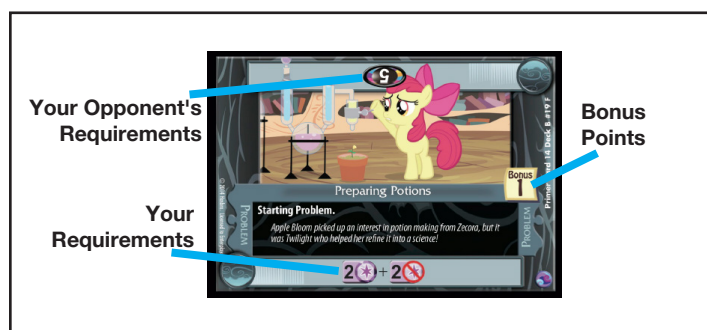 Your Opponent's
Requirements
5
Bonus
Points
Bonus
1
Preparing Potions
Your
Requirements
PROBLEM
Starting Problem.
Apple Bloom picked up an interest in potion making from Zecora, but it
was Twilight who helped her refine it into a science!
PROBLEM
2 + 2